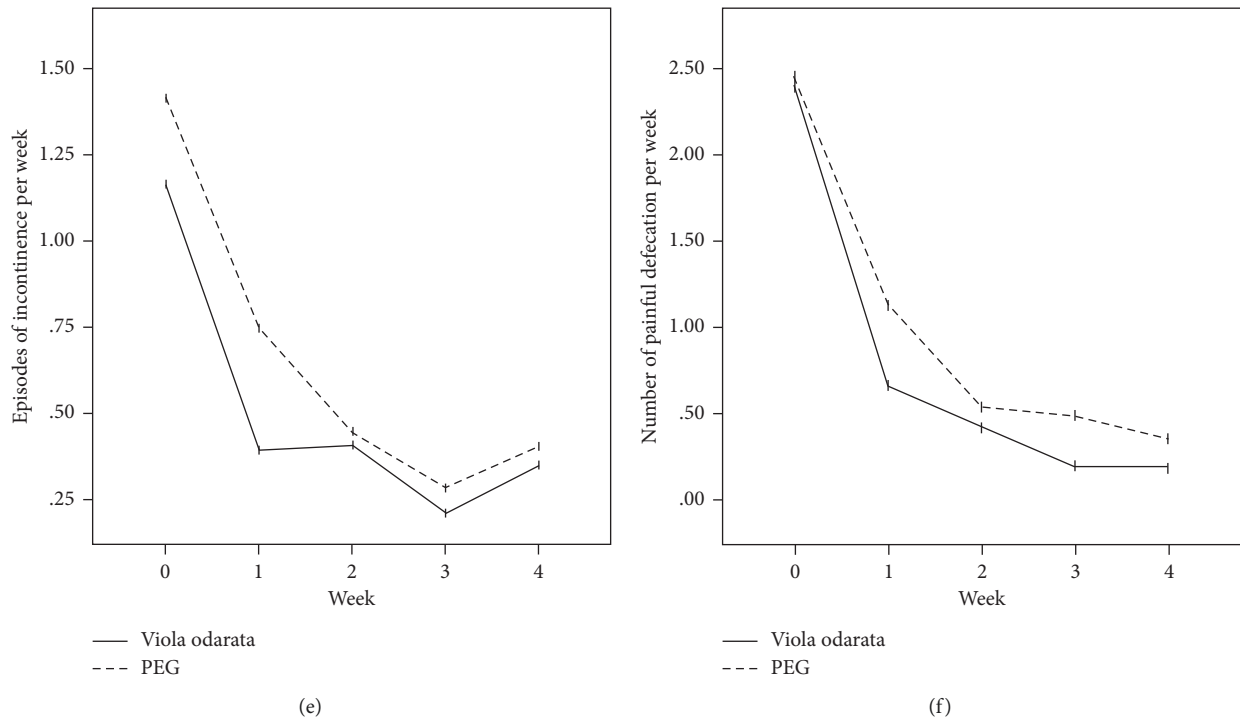 Episodes of incontinence per week
1.50
1.25
1.00
.75
.50
.25
0 1 2 3 4
Week
Viola odarata
PEG
(e)
Number of painful defecation per week
2.50
2.00
1.50
1.00
.50
.00
0 1 2 3 4
Week
Viola odarata
PEG
(f)